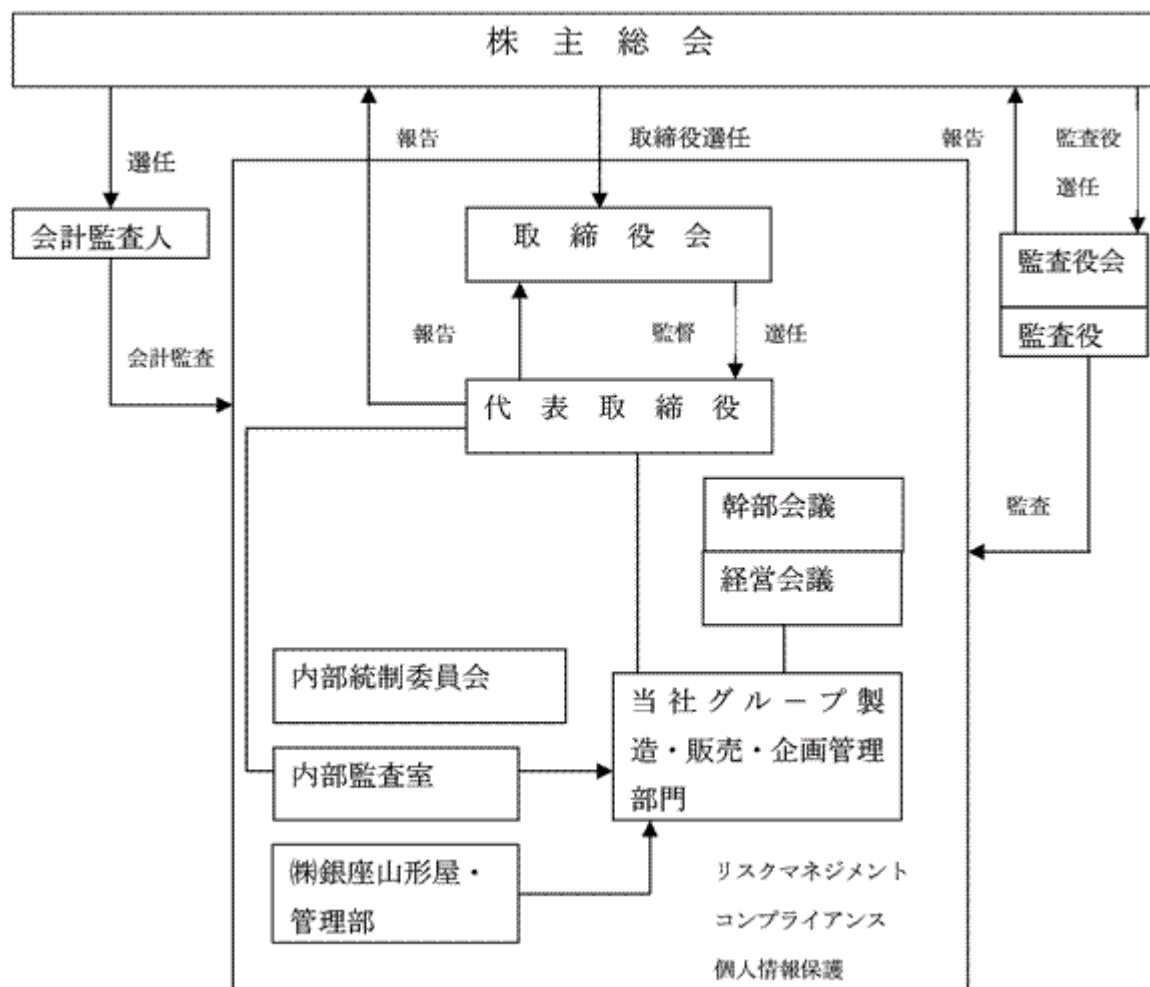 株主総会
報告
取締役選任
報告
監査役
選任
選任
会計監査人
取締役会
監査役会
監査役
報告
監督
選任
会計監査
代表取締役
幹部会議
監査
経営会議
内部統制委員会
当社グループ製
造・販売・企画管理
部門
内部監査室
㈱銀座山形屋・
管理部
リスクマネジメント
コンプライアンス
個人情報保護